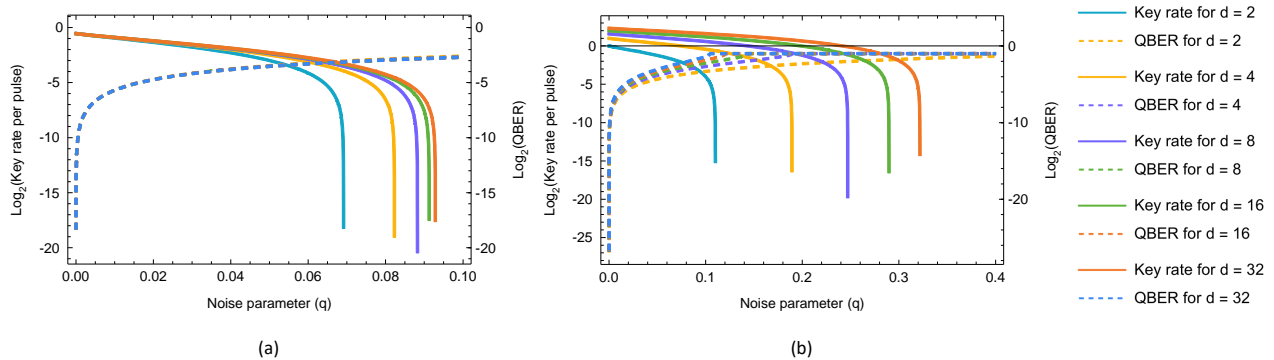 0
-5
-10
-15
-20
Log2(Key rate per pulse)
0.00
0.02
0.04
0.06
0.08
0.10
Noise parameter (q)
0
-5
-10
-15
-20
Log2(QBER)
(a)
0
-5
-10
-15
-20
-25
Log2(Key rate per pulse)
0.0
0.1
0.2
0.3
0.4
Noise parameter (q)
0
-5
-10
-15
-20
Log2(QBER)
(b)
Key rate for d = 2
QBER for d = 2
Key rate for d = 4
QBER for d = 4
Key rate for d = 8
QBER for d = 8
Key rate for d = 16
QBER for d = 16
Key rate for d = 32
QBER for d = 32